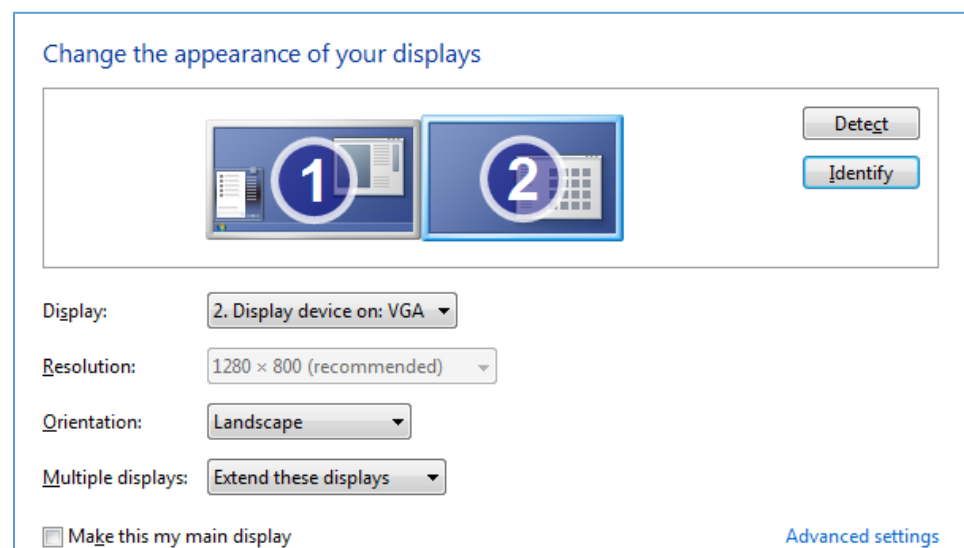 Change the appearance of your displays
1
2
Detect
Identify
Display: 2. Display device on: VGA
Resolution: 1280 × 800 (recommended)
Orientation: Landscape
Multiple displays: Extend these displays
Make this my main display
Advanced settings